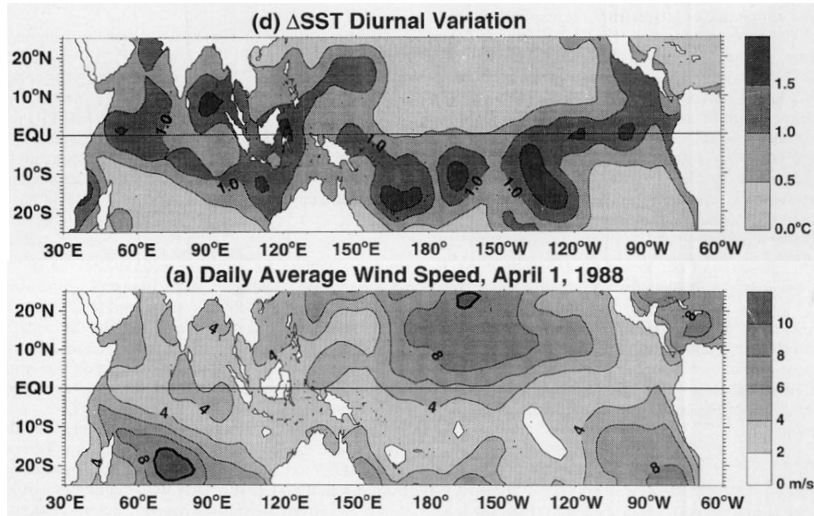 (d) ΔSST Diurnal Variation
20°N
10°N
EQU
10°S
20°S
1.0
1.0
1.0
1.0
1.0
1.5
1.0
0.5
0.0°C
30°E 60°E 90°E 120°E 150°E 180° 150°W 120°W 90°W 60°W
(a) Daily Average Wind Speed, April 1, 1988
20°N
10°N
EQU
10°S
20°S
4
4
4
4
4
8
8
4
4
8
8
10
8
6
4
2
0 m/s
30°E 60°E 90°E 120°E 150°E 180° 150°W 120°W 90°W 60°W